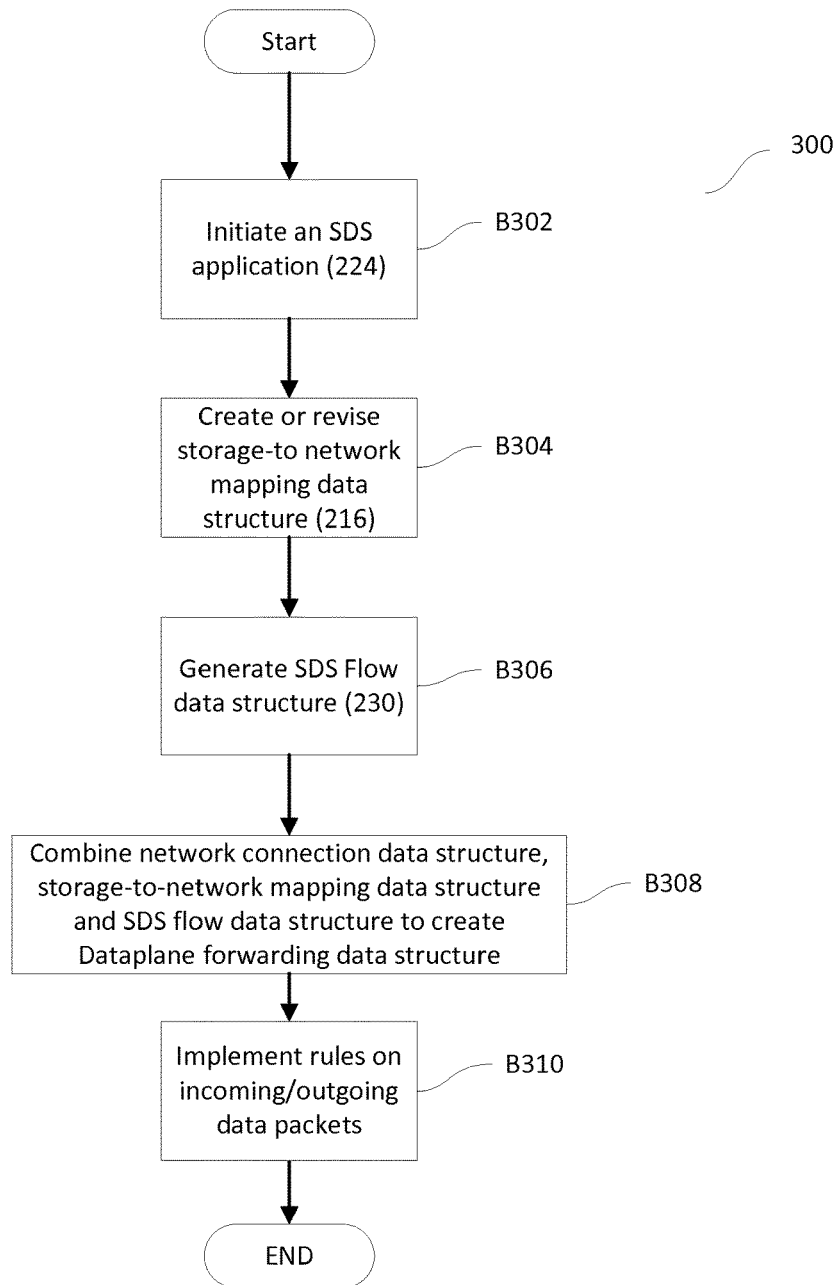 Start
300
Initiate an SDS
application (224)
B302
Create or revise
storage-to network
mapping data
structure (216)
B304
Generate SDS Flow
data structure (230)
B306
Combine network connection data structure,
storage-to-network mapping data structure
and SDS flow data structure to create
Dataplane forwarding data structure
B308
Implement rules on
incoming/outgoing
data packets
B310
END